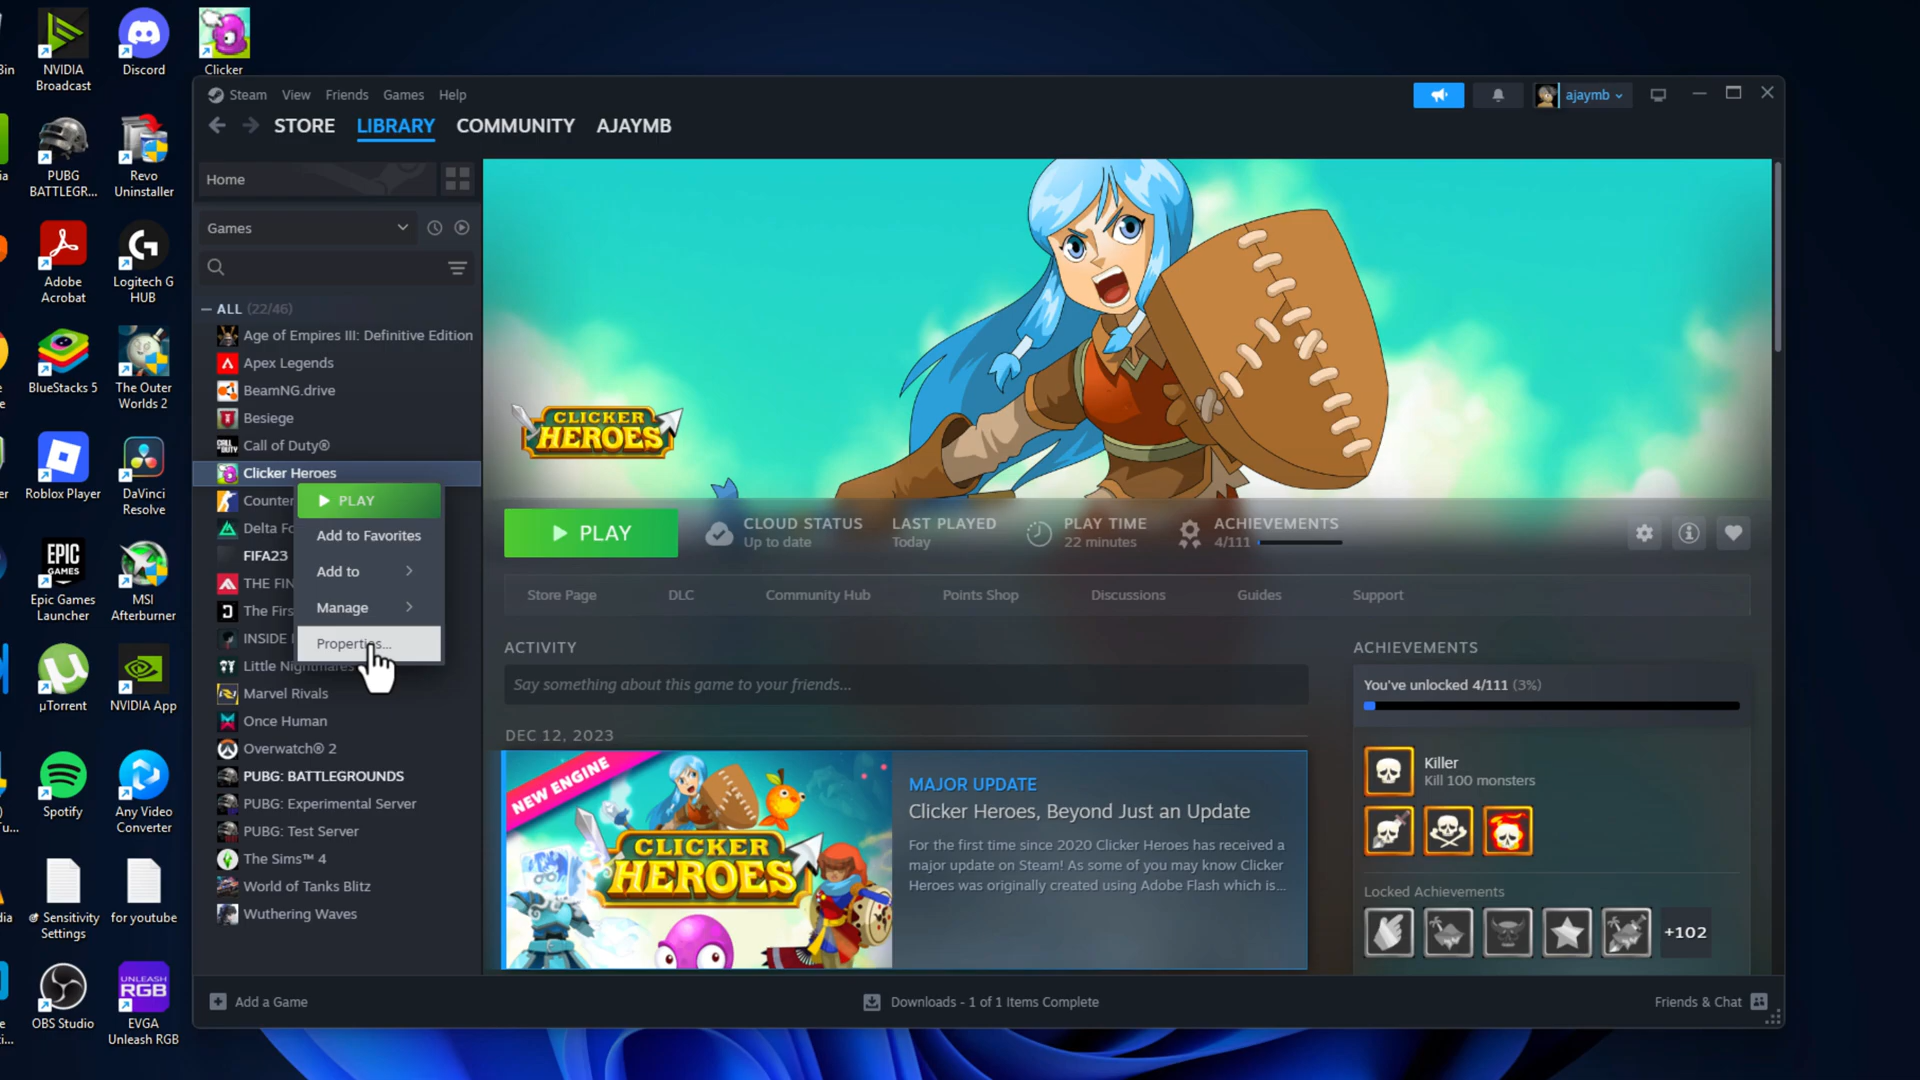 Bin
NVIDIA
Broadcast
Discord
Clicker
PUBG
BATTLEGR...
Revo
Uninstaller
Adobe
Acrobat
Logitech G
HUB
BlueStacks 5
The Outer
Worlds 2
Roblox Player
DaVinci
Resolve
EPIC
GAMES
Epic Games
Launcher
MSI
Afterburner
µTorrent
NVIDIA App
Spotify
Any Video
Converter
Sensitivity
Settings
for youtube
OBS Studio
UNLEASH
RGB
EVGA
Unleash RGB
Steam View Friends Games Help
ajaymb
STORE LIBRARY COMMUNITY AJAYMB
Home
Games
— ALL (22/46)
Age of Empires III: Definitive Edition
Apex Legends
BeamNG.drive
Besiege
Call of Duty®
Clicker Heroes
Counter
Delta Fo
FIFA23
THE FIN
The Firs
INSIDE
Little Nightmares
Marvel Rivals
Once Human
Overwatch® 2
PUBG: BATTLEGROUNDS
PUBG: Experimental Server
PUBG: Test Server
The Sims™ 4
World of Tanks Blitz
Wuthering Waves
PLAY
Add to Favorites
Add to
Manage
Properties...
CLICKER
HEROES
PLAY
CLOUD STATUS
Up to date
LAST PLAYED
Today
PLAY TIME
22 minutes
ACHIEVEMENTS
4/111
Store Page DLC Community Hub Points Shop Discussions Guides Support
ACTIVITY
Say something about this game to your friends...
DEC 12, 2023
NEW ENGINE
CLICKER
HEROES
MAJOR UPDATE
Clicker Heroes, Beyond Just an Update
For the first time since 2020 Clicker Heroes has received a
major update on Steam! As some of you may know Clicker
Heroes was originally created using Adobe Flash which is...
ACHIEVEMENTS
You've unlocked 4/111 (3%)
Killer
Kill 100 monsters
Locked Achievements
+102
Add a Game
Downloads - 1 of 1 Items Complete
Friends & Chat